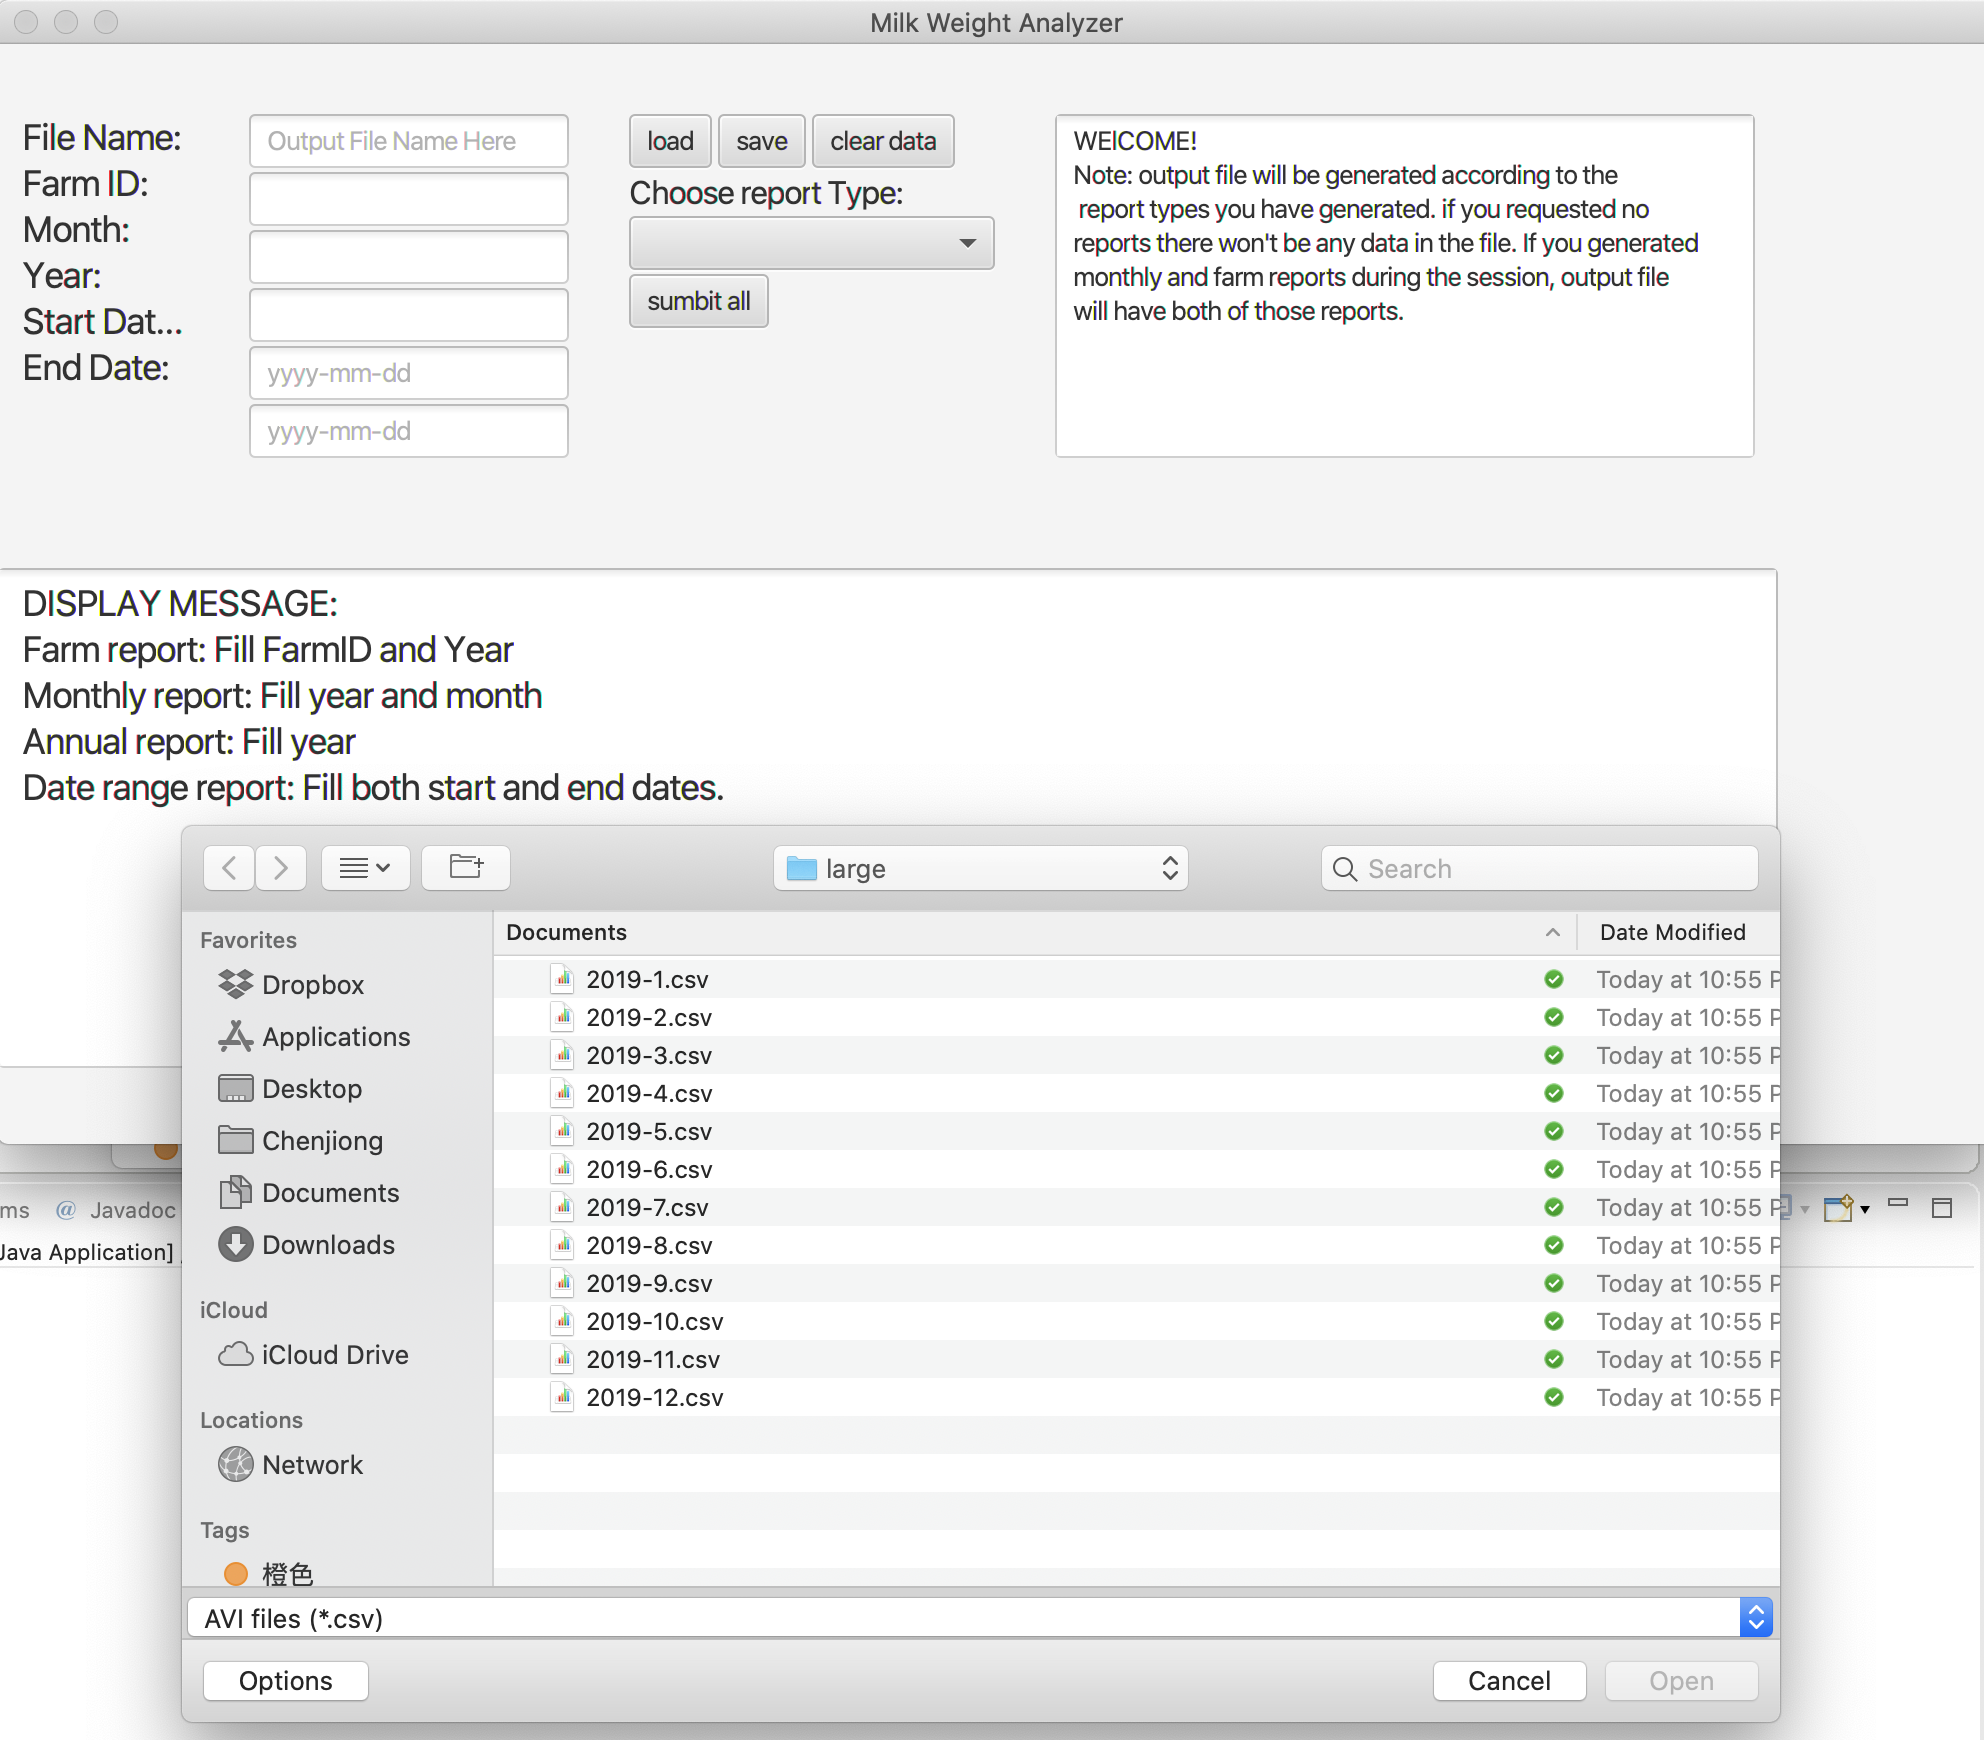 Milk Weight Analyzer
File Name:
Farm ID:
Month:
Year:
Start Dat...
End Date:
Output File Name Here
yyyy-mm-dd
yyyy-mm-dd
load
save
clear data
Choose report Type:
sumbit all
WElCOME!
Note: output file will be generated according to the
report types you have generated. if you requested no
reports there won't be any data in the file. If you generated
monthly and farm reports during the session, output file
will have both of those reports.
DISPLAY MESSAGE:
Farm report: Fill FarmID and Year
Monthly report: Fill year and month
Annual report: Fill year
Date range report: Fill both start and end dates.
large
Search
Favorites
Dropbox
Applications
Desktop
Chenjiong
Documents
Downloads
iCloud
iCloud Drive
Locations
Network
Tags
橙色
Documents
Date Modified
2019-1.csv Today at 10:55 P
2019-2.csv Today at 10:55 P
2019-3.csv Today at 10:55 P
2019-4.csv Today at 10:55 P
2019-5.csv Today at 10:55 P
2019-6.csv Today at 10:55 P
2019-7.csv Today at 10:55 P
2019-8.csv Today at 10:55 P
2019-9.csv Today at 10:55 P
2019-10.csv Today at 10:55 P
2019-11.csv Today at 10:55 P
2019-12.csv Today at 10:55 P
AVI files (*.csv)
Options
Cancel
Open
ms @ Javadoc
Java Application]